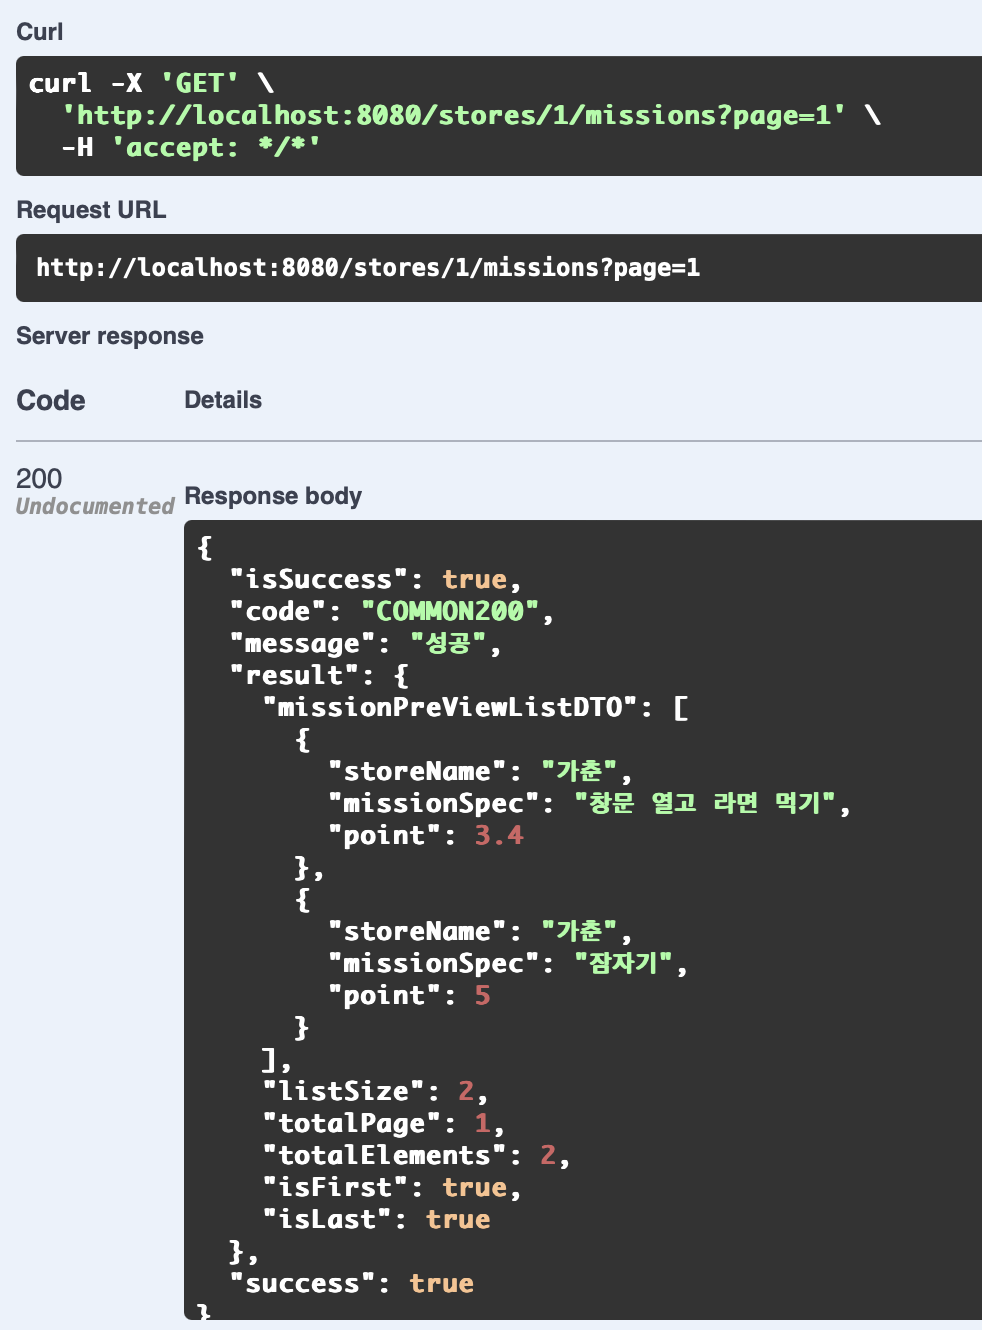 Curl
curl -X 'GET' \
  'http://localhost:8080/stores/1/missions?page=1' \
  -H 'accept: */*'
Request URL
http://localhost:8080/stores/1/missions?page=1
Server response
Code Details
200
Undocumented
Response body
{
  "isSuccess": true,
  "code": "COMMON200",
  "message": "성공",
  "result": {
    "missionPreViewListDTO": [
      {
        "storeName": "가춘",
        "missionSpec": "창문 열고 라면 먹기",
        "point": 3.4
      },
      {
        "storeName": "가춘",
        "missionSpec": "잠자기",
        "point": 5
      }
    ],
    "listSize": 2,
    "totalPage": 1,
    "totalElements": 2,
    "isFirst": true,
    "isLast": true
  },
  "success": true
}